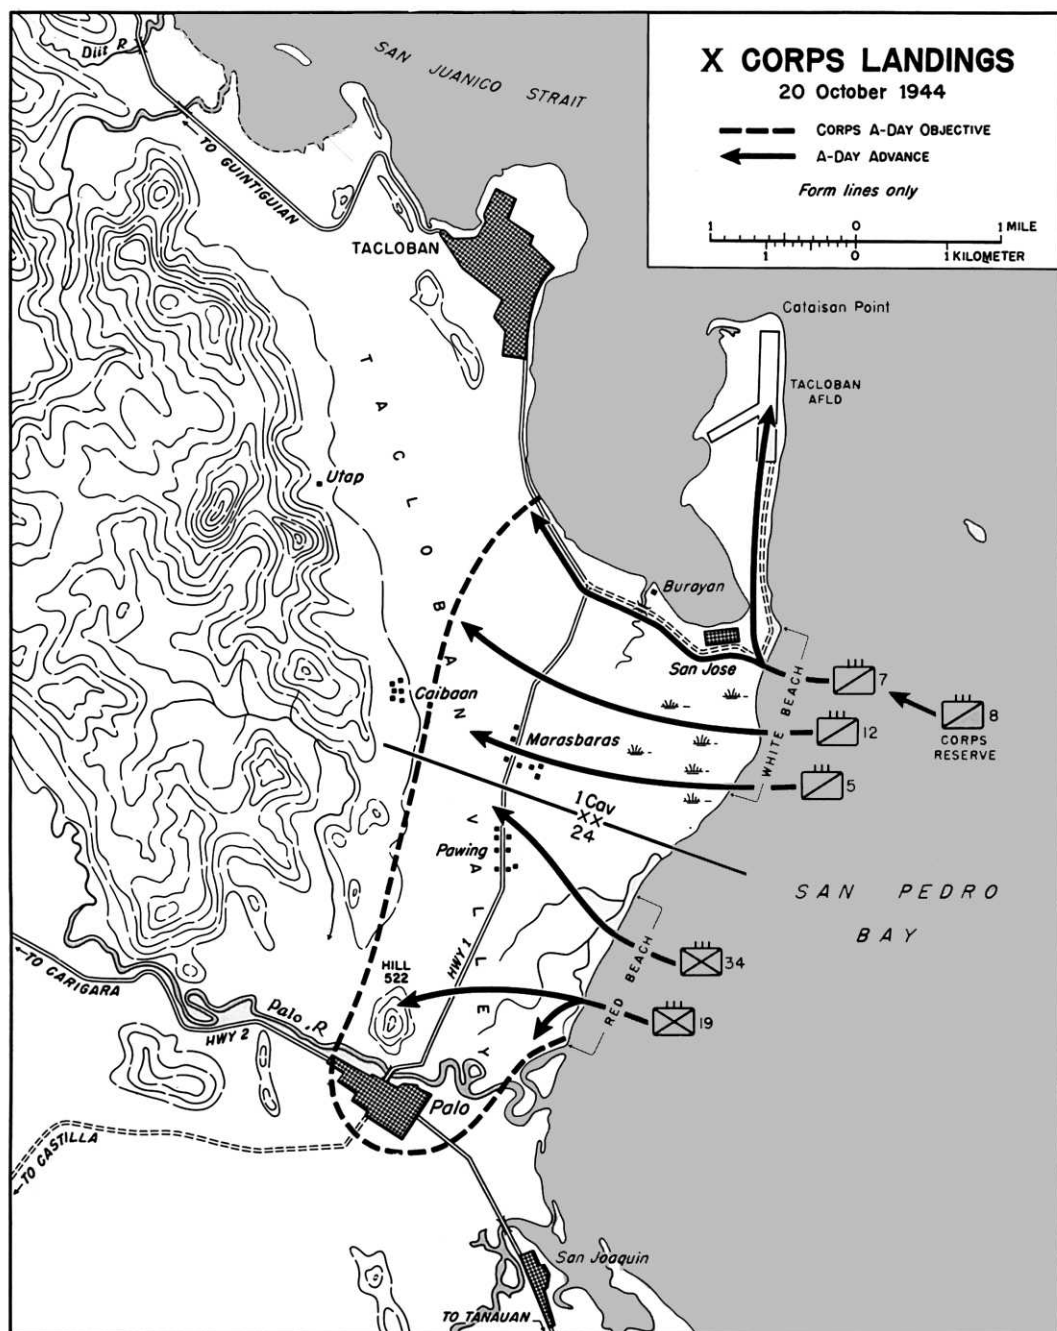 X CORPS LANDINGS
20 October 1944
CORPS A-DAY OBJECTIVE
A-DAY ADVANCE
Form lines only
1 0 1 MILE
1 0 1 KILOMETER
Diit R
SAN JUANICO STRAIT
TO GUINTIGUIAN
TACLOBAN
Cataisan Point
TACLOBAN
AFLD
TACLOBAN VALLEY
Utap
Burayan
San Jose
WHITE BEACH
7
8
CORPS
RESERVE
12
5
Caibaan
Marasbaras
1 Cav
XX
24
Pawing
SAN PEDRO
BAY
HWY 1
RED BEACH
34
19
HILL
522
TO CARIGARA
HWY 2
Palo R
Palo
TO CASTILLA
San Joaquin
TO TANAUAN